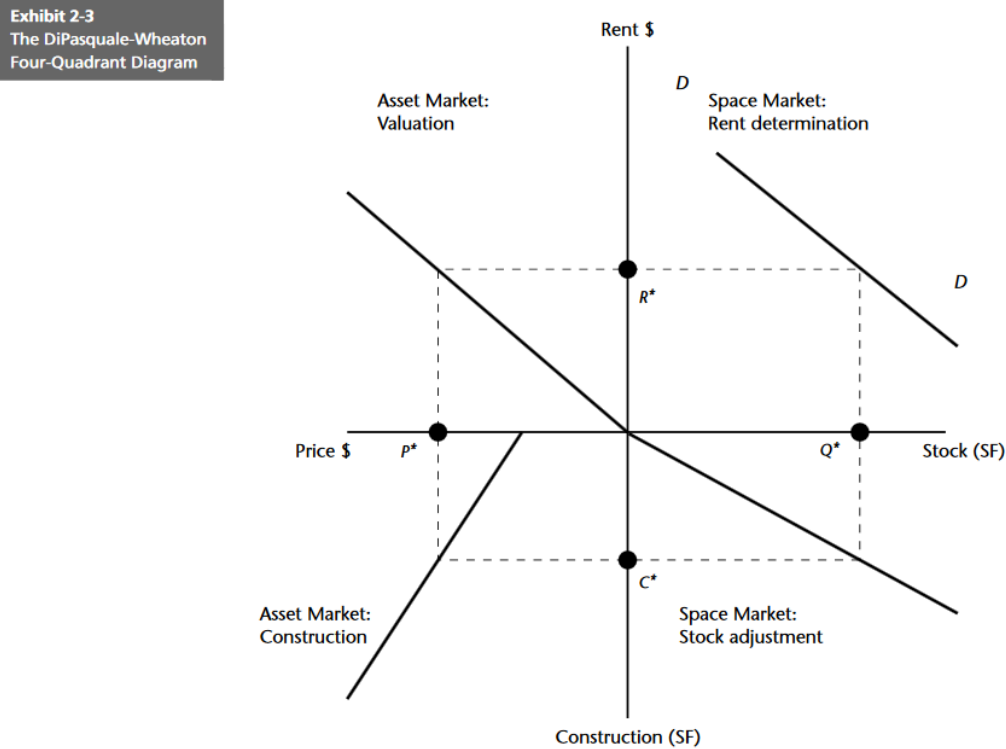 Exhibit 2-3
The DiPasquale-Wheaton
Four-Quadrant Diagram
Rent $
D
Asset Market:
Valuation
Space Market:
Rent determination
D
R*
Price $
P*
Q*
Stock (SF)
C*
Asset Market:
Construction
Space Market:
Stock adjustment
Construction (SF)